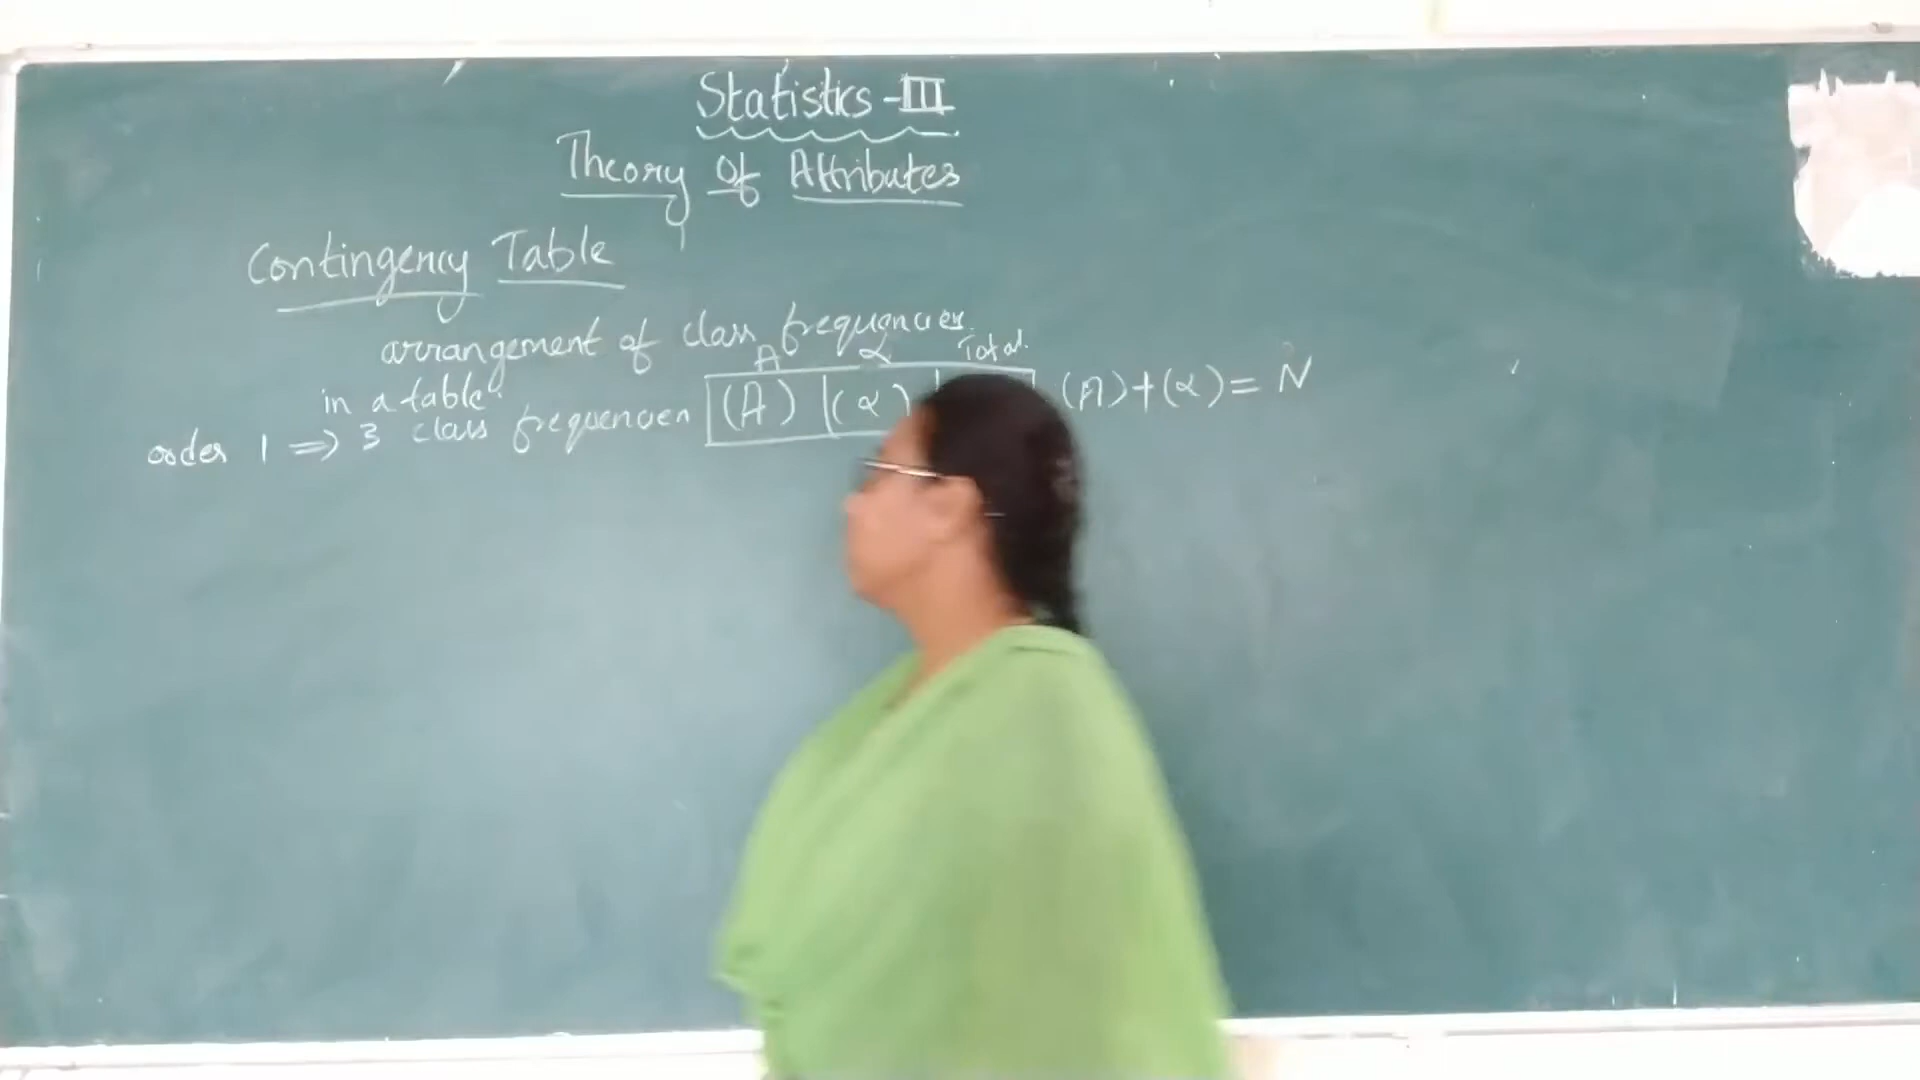 Statistics-III
Theory Of Attributes
Contingency Table
arrangement of class frequencies
in a table.
A α Total
order 1 ⇒ 3 class frequencies (A) (α) (A)+(α)= N